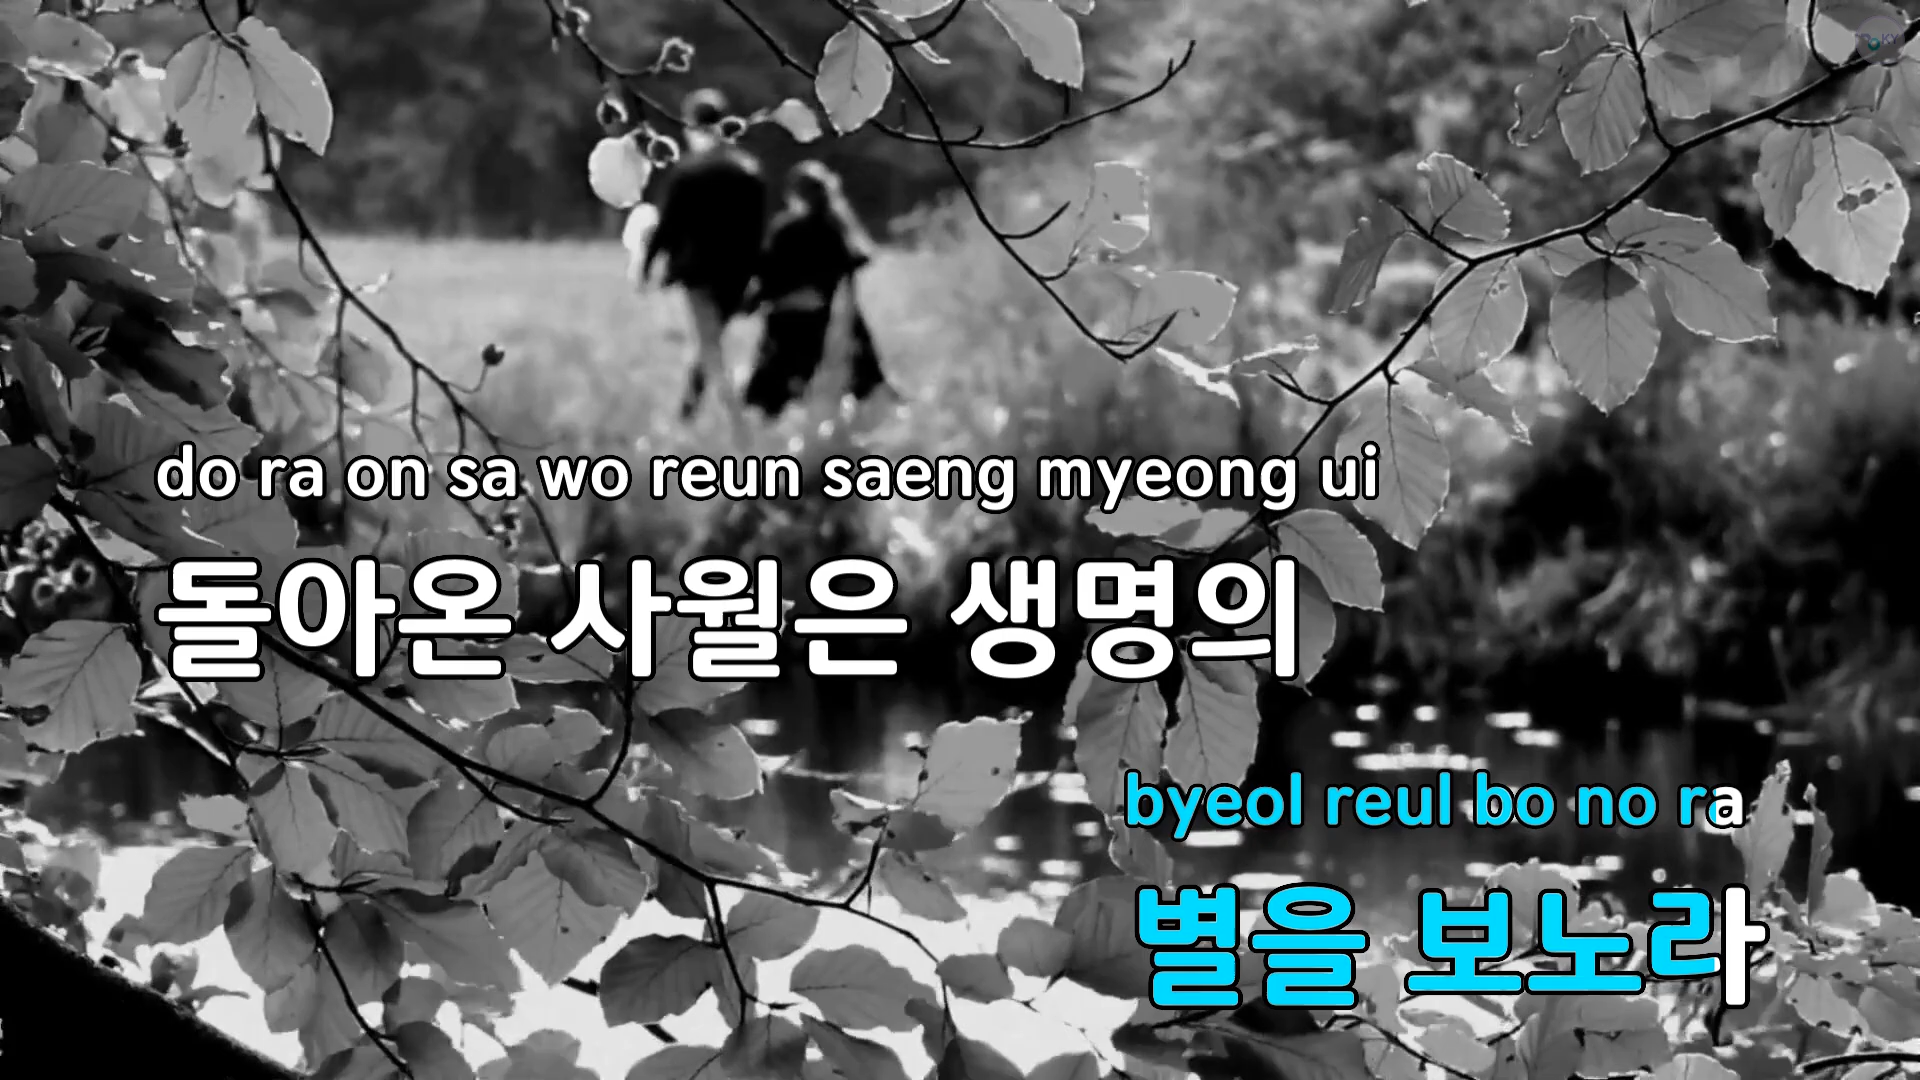 do ra on sa wo reun saeng myeong ui
돌아온 사월은 생명의
byeol reul bo no ra
별을 보노라